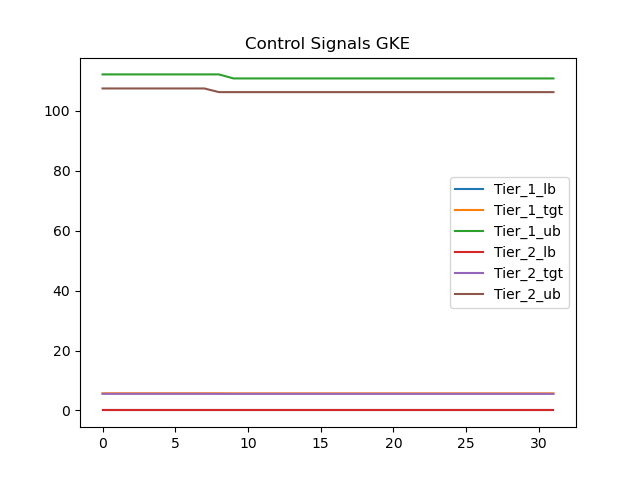 Control Signals GKE
100
80
60
40
20
0
0 5 10 15 20 25 30
Tier_1_lb
Tier_1_tgt
Tier_1_ub
Tier_2_lb
Tier_2_tgt
Tier_2_ub